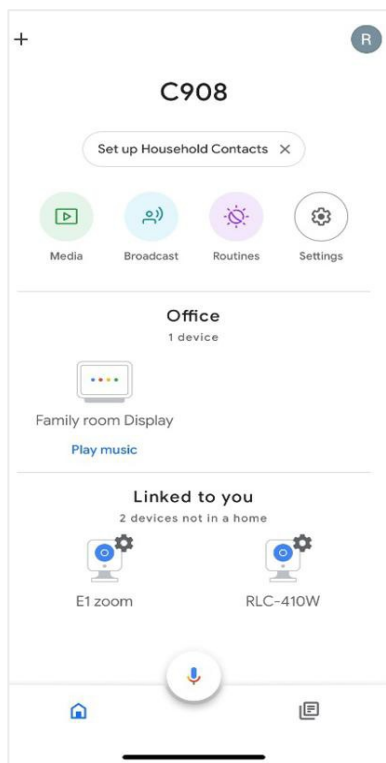 +
R
C908
Set up Household Contacts ×
Media Broadcast Routines Settings
Office
1 device
Family room Display
Play music
Linked to you
2 devices not in a home
E1 zoom RLC-410W